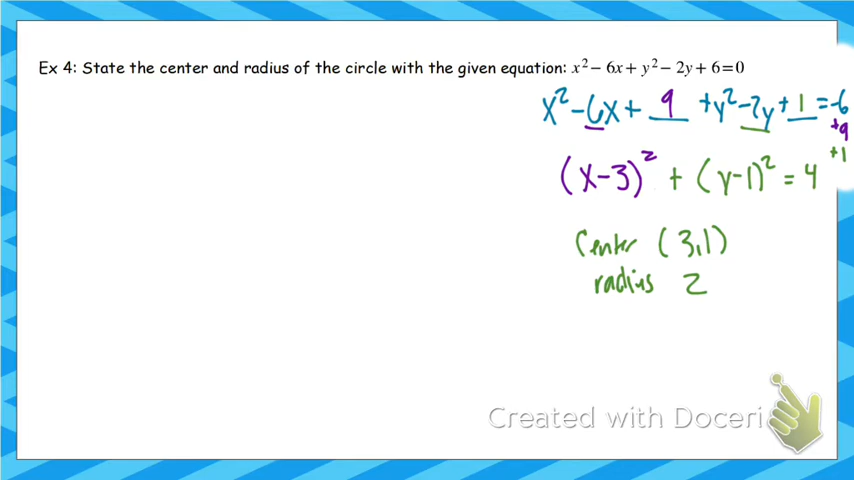 Ex 4: State the center and radius of the circle with the given equation: x² − 6x + y² − 2y + 6 = 0
x² − 6x + 9 + y² − 2y + 1 = −6
+9
+1
(x−3)² + (y−1)² = 4
Center (3,1)
radius 2
Created with Doceri